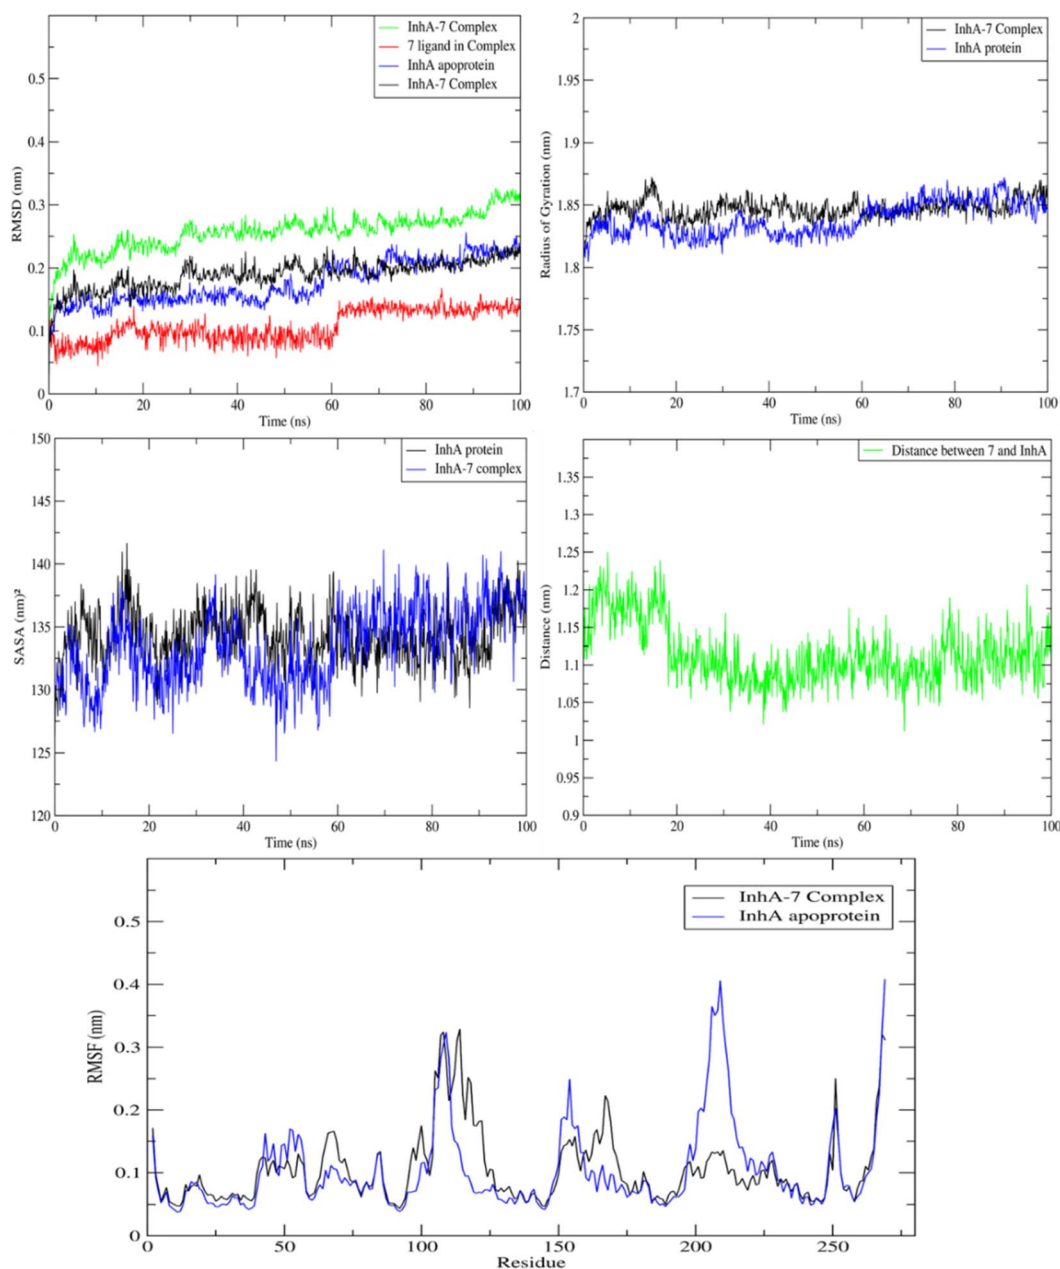 InhA-7 Complex
7 ligand in Complex
InhA apoprotein
InhA-7 Complex
0.5
0.4
0.3
0.2
0.1
0
RMSD (nm)
0 20 40 60 80 100
Time (ns)
InhA-7 Complex
InhA protein
2
1.95
1.9
1.85
1.8
1.75
1.7
Radius of Gyration (nm)
0 20 40 60 80 100
Time (ns)
InhA protein
InhA-7 complex
150
145
140
135
130
125
120
SASA (nm)²
0 20 40 60 80 100
Time (ns)
Distance between 7 and InhA
1.35
1.3
1.25
1.2
1.15
1.1
1.05
1
0.95
0.9
Distance (nm)
0 20 40 60 80 100
Time (ns)
InhA-7 Complex
InhA apoprotein
0.5
0.4
0.3
0.2
0.1
0
RMSF (nm)
0 50 100 150 200 250
Residue